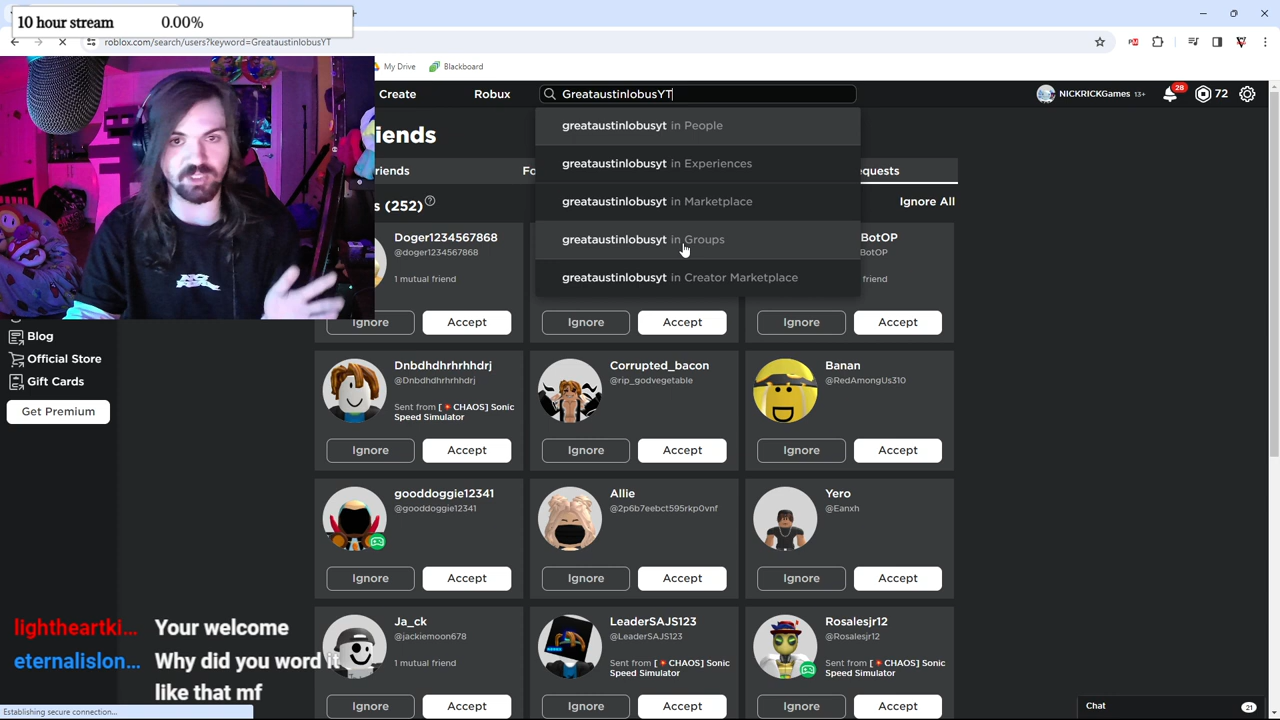 10 hour stream 0.00%
roblox.com/search/users?keyword=GreataustinlobusYT
My Drive
Blackboard
Create
Robux
GreataustinlobusYT
NICKRICKGames 13+
28
72
greataustinlobusyt in People
greataustinlobusyt in Experiences
greataustinlobusyt in Marketplace
greataustinlobusyt in Groups
greataustinlobusyt in Creator Marketplace
riends
riends
Fo
equests
s (252)
Ignore All
Doger1234567868
@doger1234567868
1 mutual friend
Ignore
Accept
Ignore
Accept
BotOP
BotOP
friend
Ignore
Accept
Blog
Official Store
Gift Cards
Get Premium
Dnbdhdhrhrhhdrj
@Dnbdhdhrhrhhdrj
Sent from [ CHAOS] Sonic
Speed Simulator
Ignore
Accept
Corrupted_bacon
@rip_godvegetable
Ignore
Accept
Banan
@RedAmongUs310
Ignore
Accept
gooddoggie12341
@gooddoggie12341
Ignore
Accept
Allie
@2p6b7eebct595rkp0vnf
Ignore
Accept
Yero
@Eanxh
Ignore
Accept
Ja_ck
@jackiemoon678
1 mutual friend
Ignore
Accept
LeaderSAJS123
@LeaderSAJS123
Sent from [ CHAOS] Sonic
Speed Simulator
Ignore
Accept
Rosalesjr12
@Rosalesjr12
Sent from [ CHAOS] Sonic
Speed Simulator
Ignore
Accept
lightheartki... Your welcome
eternalislon... Why did you word it
like that mf
Establishing secure connection...
Chat
21